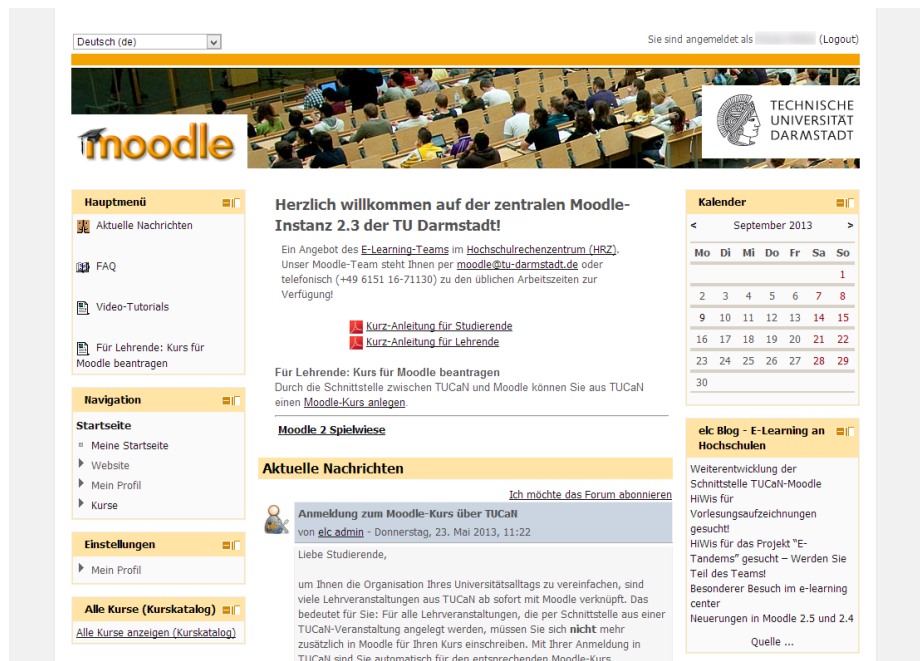 Deutsch (de)
Sie sind angemeldet als (Logout)
moodle
TECHNISCHE
UNIVERSITÄT
DARMSTADT
Hauptmenü
Aktuelle Nachrichten
FAQ
Video-Tutorials
Für Lehrende: Kurs für
Moodle beantragen
Navigation
Startseite
Meine Startseite
Website
Mein Profil
Kurse
Einstellungen
Mein Profil
Alle Kurse (Kurskatalog)
Alle Kurse anzeigen (Kurskatalog)
Herzlich willkommen auf der zentralen Moodle-
Instanz 2.3 der TU Darmstadt!
Ein Angebot des E-Learning-Teams im Hochschulrechenzentrum (HRZ).
Unser Moodle-Team steht Ihnen per moodle@tu-darmstadt.de oder
telefonisch (+49 6151 16-71130) zu den üblichen Arbeitszeiten zur
Verfügung!
Kurz-Anleitung für Studierende
Kurz-Anleitung für Lehrende
Für Lehrende: Kurs für Moodle beantragen
Durch die Schnittstelle zwischen TUCaN und Moodle können Sie aus TUCaN
einen Moodle-Kurs anlegen.
Moodle 2 Spielwiese
Aktuelle Nachrichten
Ich möchte das Forum abonnieren
Anmeldung zum Moodle-Kurs über TUCaN
von elc admin - Donnerstag, 23. Mai 2013, 11:22
Liebe Studierende,
um Ihnen die Organisation Ihres Universitätsalltags zu vereinfachen, sind
viele Lehrveranstaltungen aus TUCaN ab sofort mit Moodle verknüpft. Das
bedeutet für Sie: Für alle Lehrveranstaltungen, die per Schnittstelle aus einer
TUCaN-Veranstaltung angelegt werden, müssen Sie sich nicht mehr
zusätzlich in Moodle für Ihren Kurs einschreiben. Mit Ihrer Anmeldung in
TUCaN sind Sie automatisch für den entsprechenden Moodle-Kurs
Kalender
< September 2013 >
Mo Di Mi Do Fr Sa So
1
2 3 4 5 6 7 8
9 10 11 12 13 14 15
16 17 18 19 20 21 22
23 24 25 26 27 28 29
30
elc Blog - E-Learning an
Hochschulen
Weiterentwicklung der
Schnittstelle TUCaN-Moodle
HiWis für
Vorlesungsaufzeichnungen
gesucht!
HiWis für das Projekt “E-
Tandems” gesucht – Werden Sie
Teil des Teams!
Besonderer Besuch im e-learning
center
Neuerungen in Moodle 2.5 und 2.4
Quelle ...